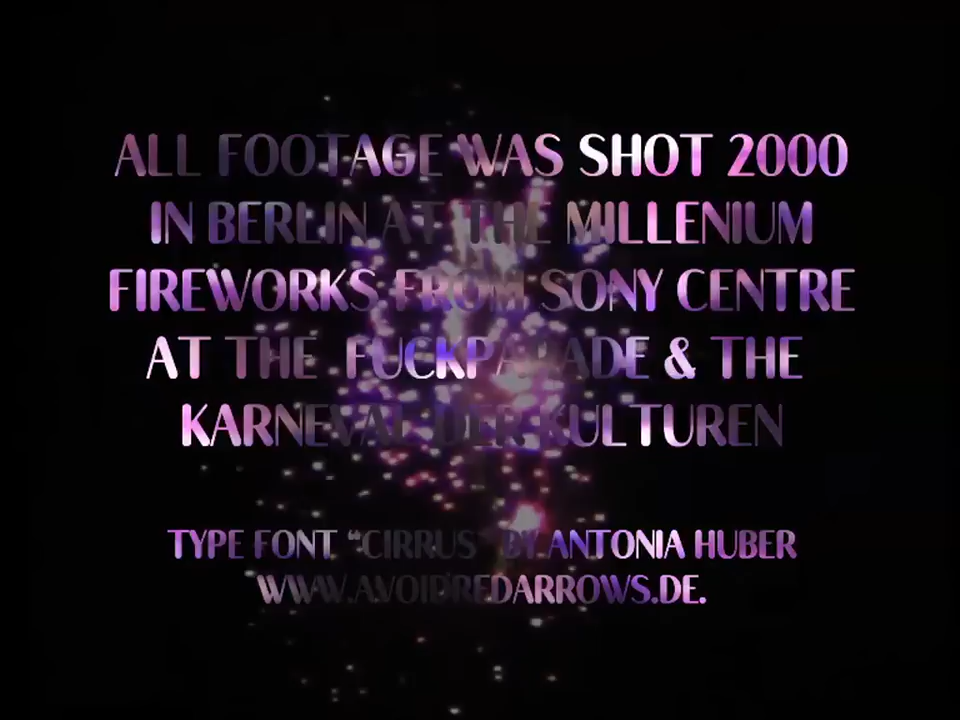 ALL FOOTAGE WAS SHOT 2000
IN BERLIN AT THE MILLENIUM
FIREWORKS FROM SONY CENTRE
AT THE FUCKPARADE & THE
KARNEVAL DER KULTUREN
TYPE FONT “CIRRUS” BY ANTONIA HUBER
WWW.AVOIDREDARROWS.DE.